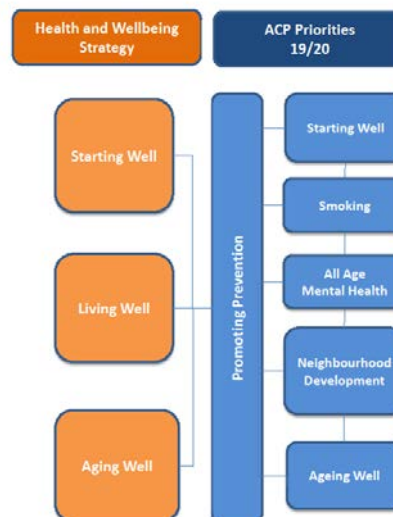 Health and Wellbeing
Strategy
ACP Priorities
19/20
Starting Well
Living Well
Aging Well
Promoting Prevention
Starting Well
Smoking
All Age
Mental Health
Neighbourhood
Development
Ageing Well